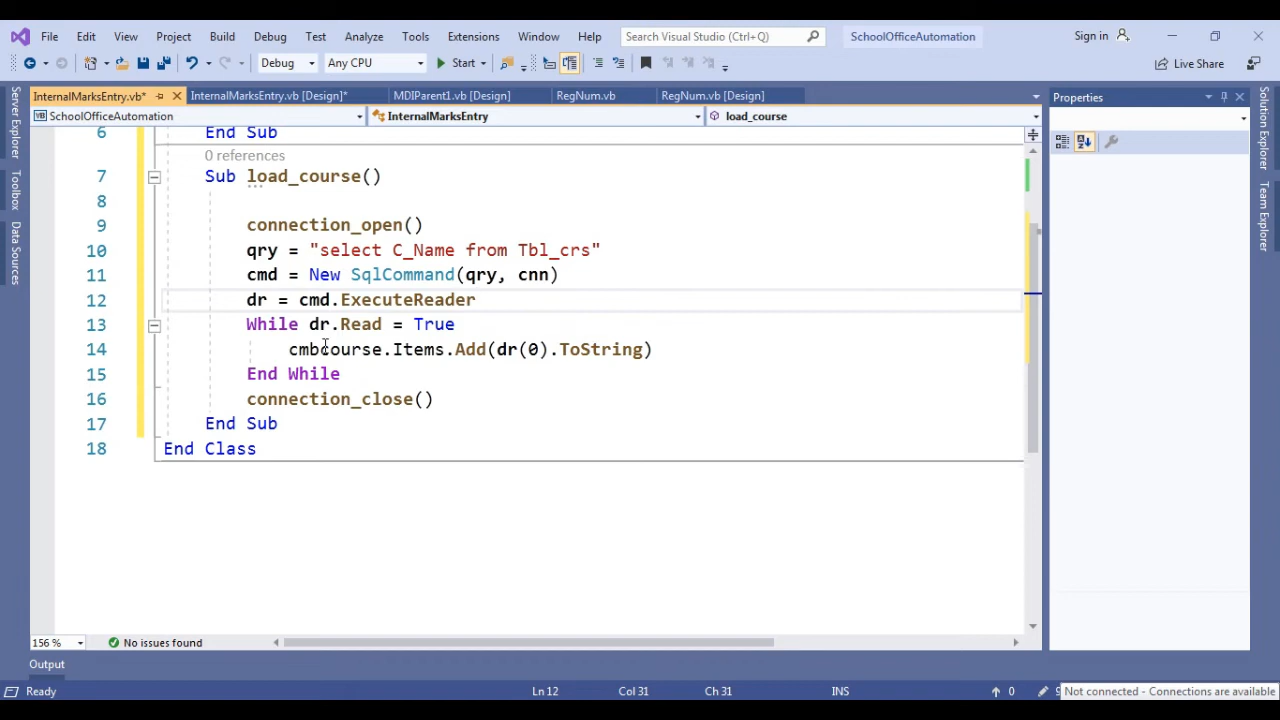 File Edit View Project Build Debug Test Analyze Tools Extensions Window Help Search Visual Studio (Ctrl+Q) SchoolOfficeAutomation Sign in
Debug Any CPU Start Live Share
InternalMarksEntry.vb* InternalMarksEntry.vb [Design]* MDIParent1.vb [Design] RegNum.vb RegNum.vb [Design] Properties
SchoolOfficeAutomation InternalMarksEntry load_course
Server Explorer
Toolbox
Data Sources
Solution Explorer
Team Explorer
6 End Sub
0 references
7 Sub load_course()
8
9 connection_open()
10 qry = "select C_Name from Tbl_crs"
11 cmd = New SqlCommand(qry, cnn)
12 dr = cmd.ExecuteReader
13 While dr.Read = True
14 cmbcourse.Items.Add(dr(0).ToString)
15 End While
16 connection_close()
17 End Sub
18 End Class
156 % No issues found
Output
Ready Ln 12 Col 31 Ch 31 INS 0 Not connected - Connections are available